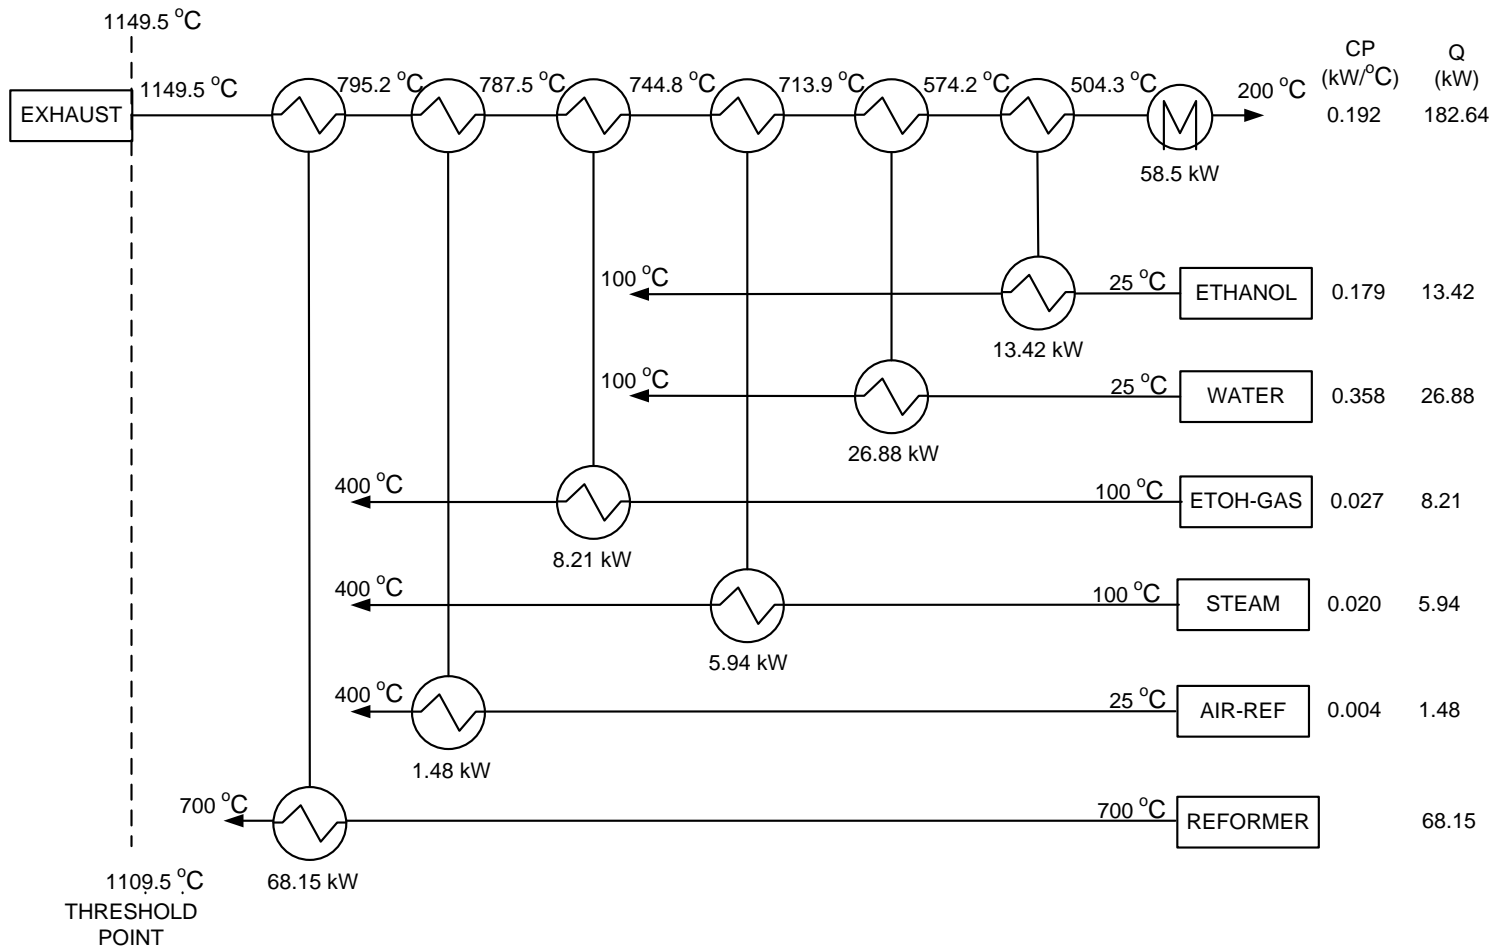 1149.5 °C
CP
(kW/°C)
Q
(kW)
EXHAUST
1149.5 °C
795.2 °C
787.5 °C
744.8 °C
713.9 °C
574.2 °C
504.3 °C
200 °C
0.192
182.64
58.5 kW
100 °C
25 °C
ETHANOL
0.179
13.42
13.42 kW
100 °C
25 °C
WATER
0.358
26.88
26.88 kW
400 °C
100 °C
ETOH-GAS
0.027
8.21
8.21 kW
400 °C
100 °C
STEAM
0.020
5.94
5.94 kW
400 °C
25 °C
AIR-REF
0.004
1.48
1.48 kW
700 °C
700 °C
REFORMER
68.15
68.15 kW
1109.5 °C
THRESHOLD
POINT